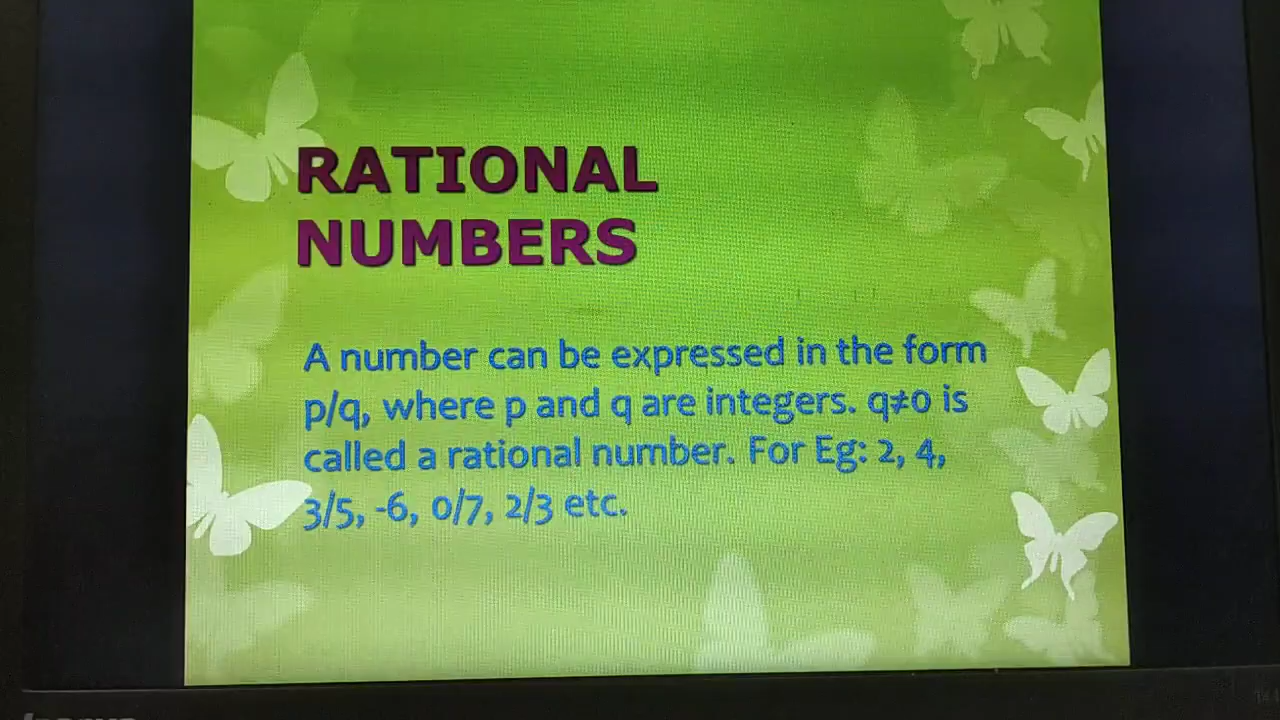 RATIONAL
NUMBERS
A number can be expressed in the form
p/q, where p and q are integers. q≠0 is
called a rational number. For Eg: 2, 4,
3/5, -6, 0/7, 2/3 etc.